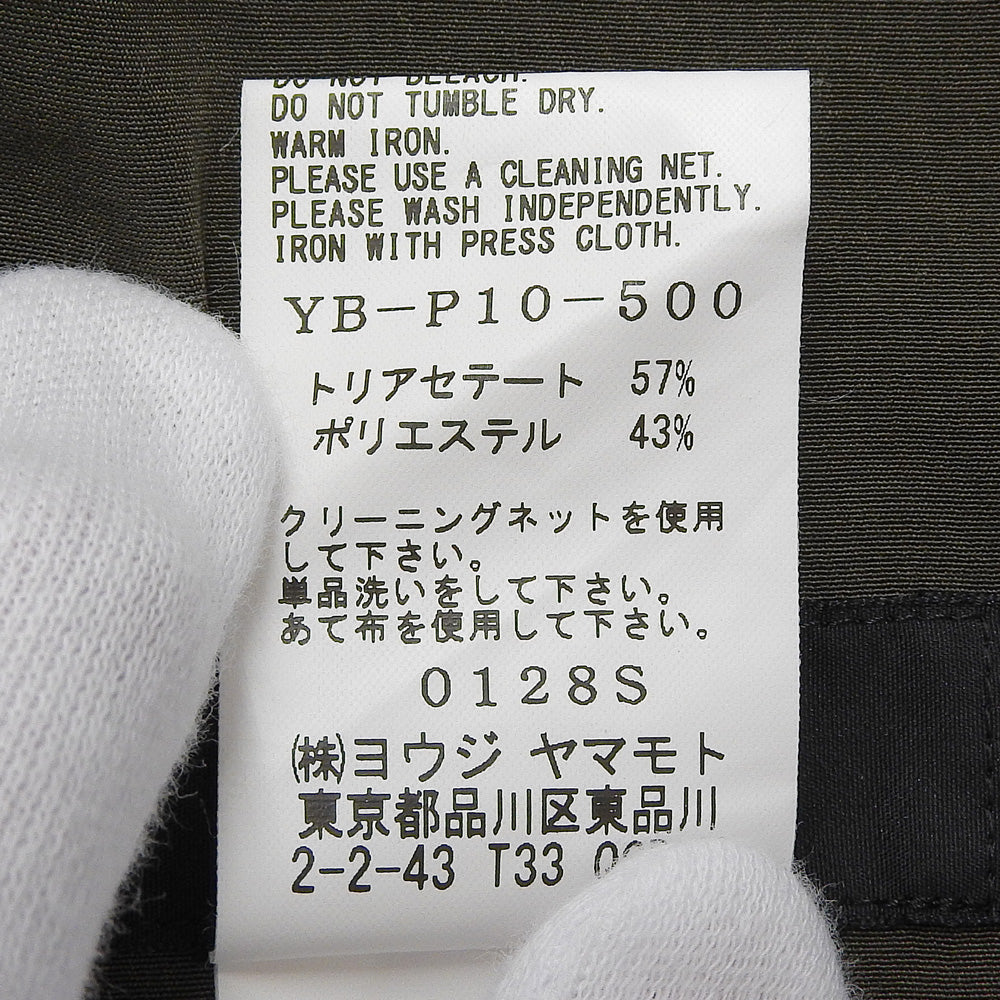 DO NOT BLEACH.
DO NOT TUMBLE DRY.
WARM IRON.
PLEASE USE A CLEANING NET.
PLEASE WASH INDEPENDENTLY.
IRON WITH PRESS CLOTH.
YB-P10-500
トリアセテート 57%
ポリエステル 43%
クリーニングネットを使用
して下さい。
単品洗いをして下さい。
あて布を使用して下さい。
0128S
(株)ヨウジ ヤマモト
東京都品川区東品川
2-2-43 T33